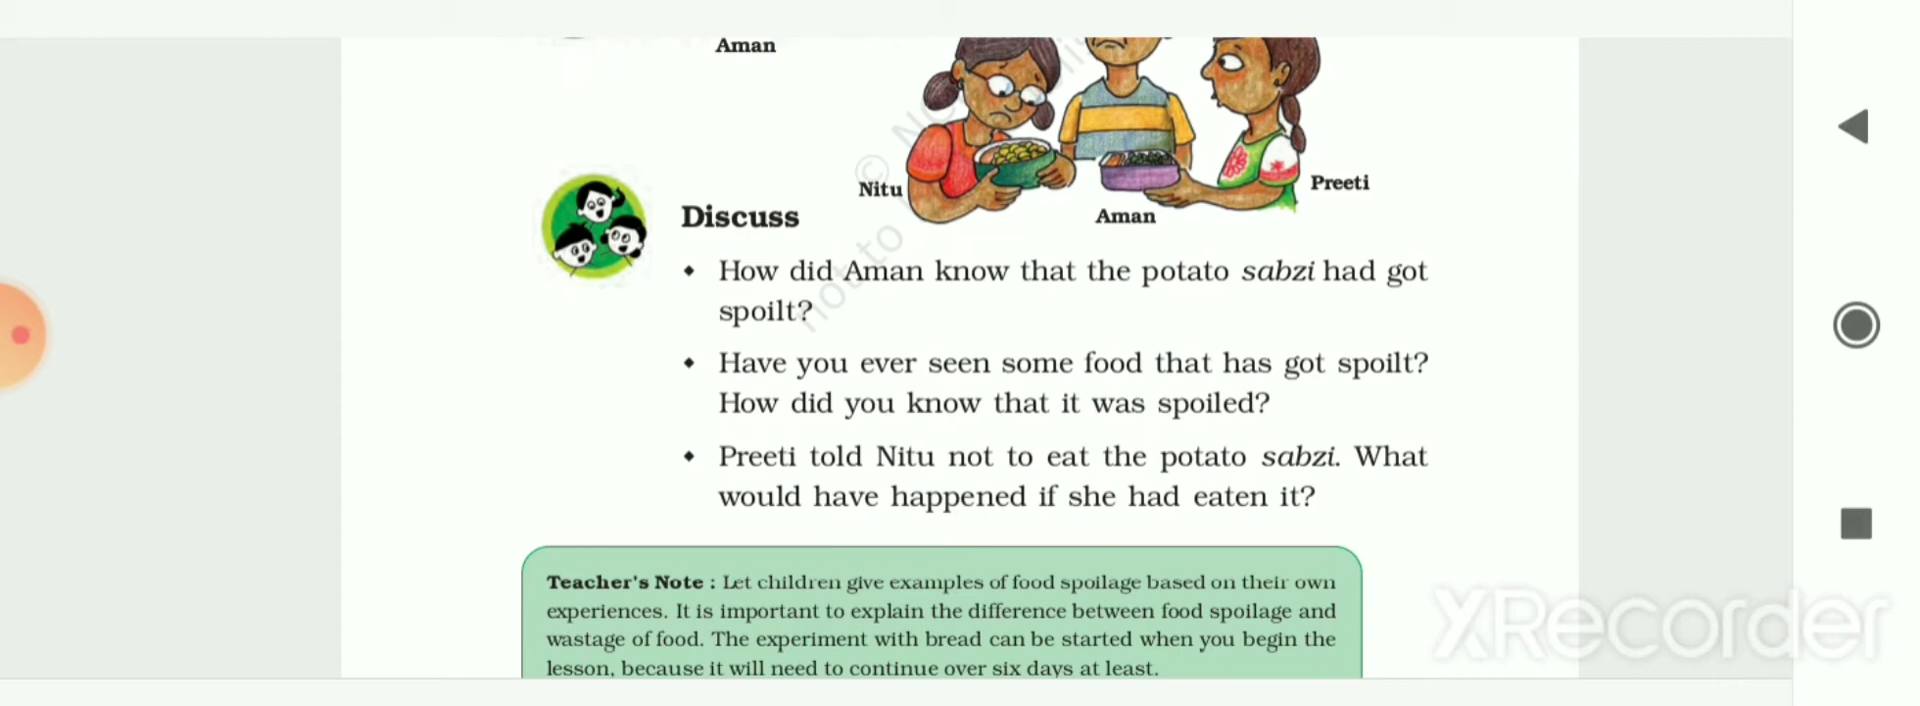 Aman
Nitu
Preeti
Aman
Discuss
• How did Aman know that the potato sabzi had got
spoilt?
• Have you ever seen some food that has got spoilt?
How did you know that it was spoiled?
• Preeti told Nitu not to eat the potato sabzi. What
would have happened if she had eaten it?
Teacher's Note : Let children give examples of food spoilage based on their own
experiences. It is important to explain the difference between food spoilage and
wastage of food. The experiment with bread can be started when you begin the
lesson, because it will need to continue over six days at least.
XRecorder
not to
©